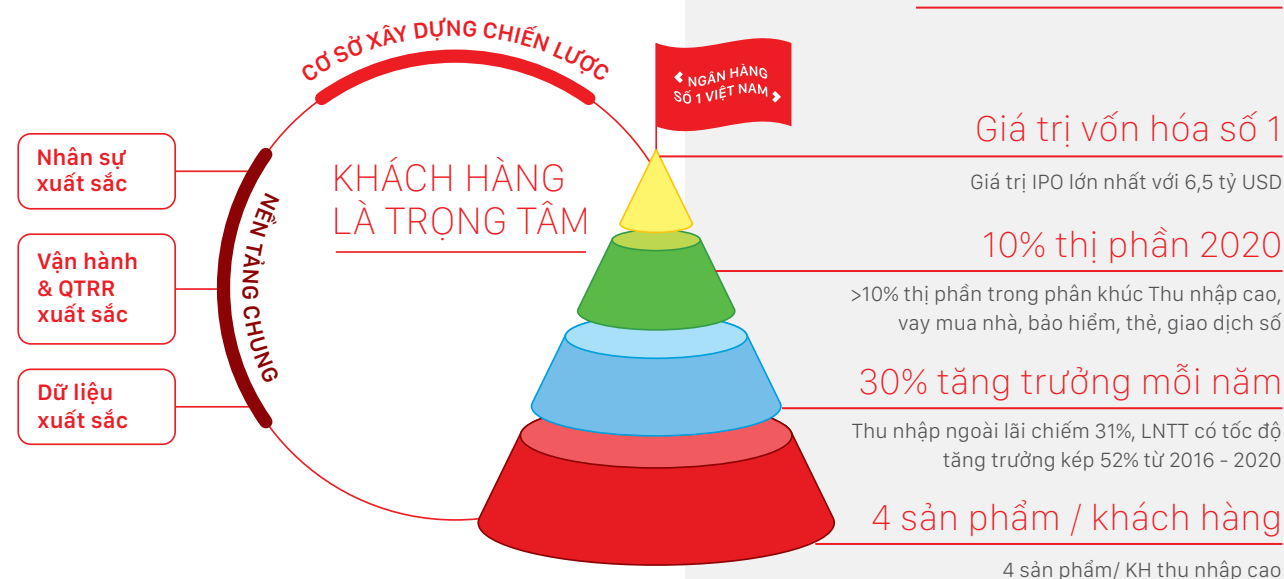 CƠ SỞ XÂY DỰNG CHIẾN LƯỢC
NGÂN HÀNG
SỐ 1 VIỆT NAM
Nhân sự
xuất sắc
Vận hành
& QTRR
xuất sắc
Dữ liệu
xuất sắc
NỀN TẢNG CHUNG
KHÁCH HÀNG
LÀ TRỌNG TÂM
Giá trị vốn hóa số 1
Giá trị IPO lớn nhất với 6,5 tỷ USD
10% thị phần 2020
>10% thị phần trong phân khúc Thu nhập cao,
vay mua nhà, bảo hiểm, thẻ, giao dịch số
30% tăng trưởng mỗi năm
Thu nhập ngoài lãi chiếm 31%, LNTT có tốc độ
tăng trưởng kép 52% từ 2016 - 2020
4 sản phẩm / khách hàng
4 sản phẩm/ KH thu nhập cao